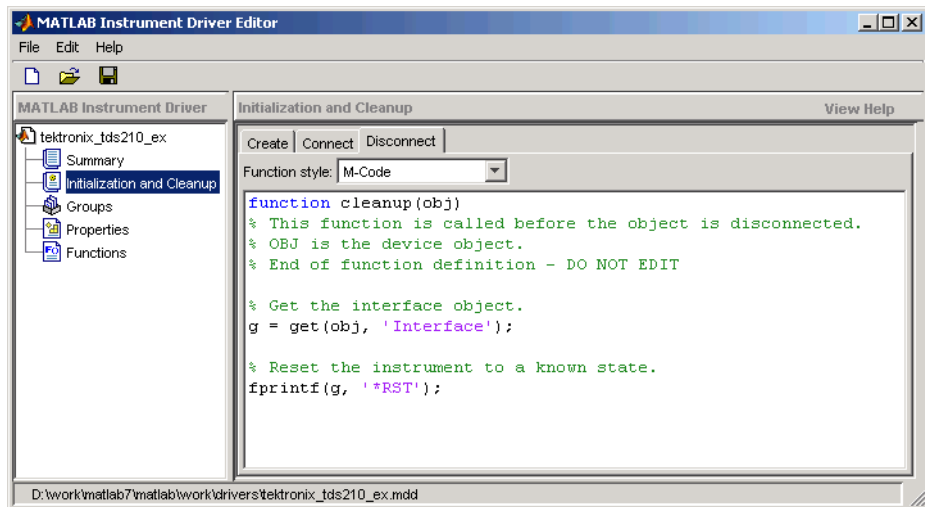 MATLAB Instrument Driver Editor
File Edit Help
MATLAB Instrument Driver
Initialization and Cleanup View Help
tektronix_tds210_ex
Summary
Initialization and Cleanup
Groups
Properties
Functions
Create Connect Disconnect
Function style: M-Code
function cleanup(obj)
% This function is called before the object is disconnected.
% OBJ is the device object.
% End of function definition - DO NOT EDIT
% Get the interface object.
g = get(obj, 'Interface');
% Reset the instrument to a known state.
fprintf(g, '*RST');
D:\work\matlab7\matlab\work\drivers\tektronix_tds210_ex.mdd